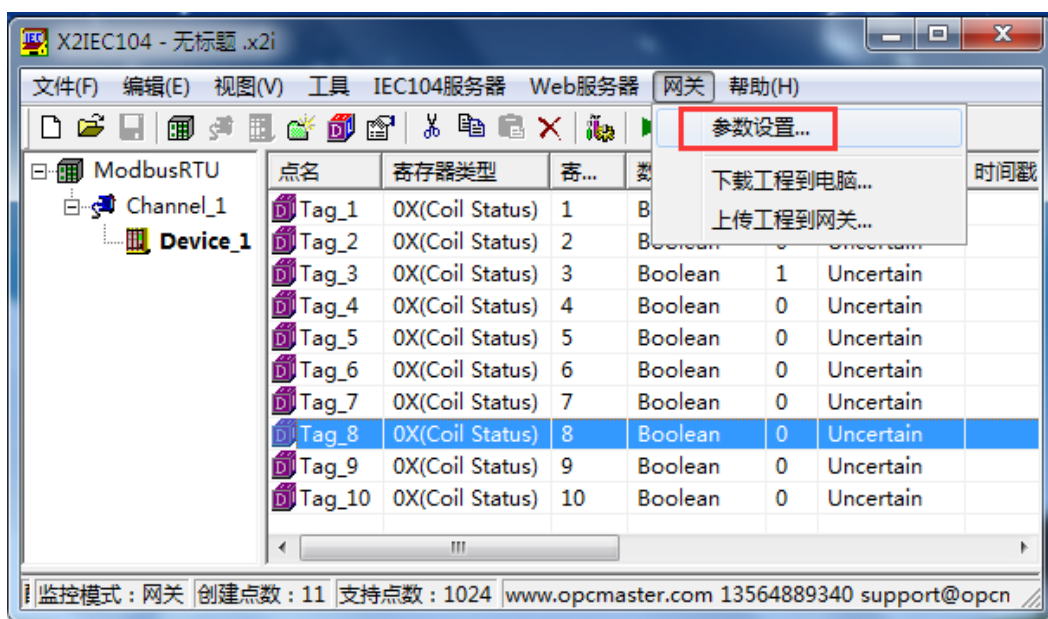 X2IEC104 - 无标题 .x2i
文件(F) 编辑(E) 视图(V) 工具 IEC104服务器 Web服务器 网关 帮助(H)
参数设置...
下载工程到电脑...
上传工程到网关...
ModbusRTU
Channel_1
Device_1
点名 寄存器类型 寄... 时间戳
Tag_1 0X(Coil Status) 1
Tag_2 0X(Coil Status) 2
Tag_3 0X(Coil Status) 3 Boolean 1 Uncertain
Tag_4 0X(Coil Status) 4 Boolean 0 Uncertain
Tag_5 0X(Coil Status) 5 Boolean 0 Uncertain
Tag_6 0X(Coil Status) 6 Boolean 0 Uncertain
Tag_7 0X(Coil Status) 7 Boolean 0 Uncertain
Tag_8 0X(Coil Status) 8 Boolean 0 Uncertain
Tag_9 0X(Coil Status) 9 Boolean 0 Uncertain
Tag_10 0X(Coil Status) 10 Boolean 0 Uncertain
监控模式：网关 创建点数：11 支持点数：1024 www.opcmaster.com 13564889340 support@opcn